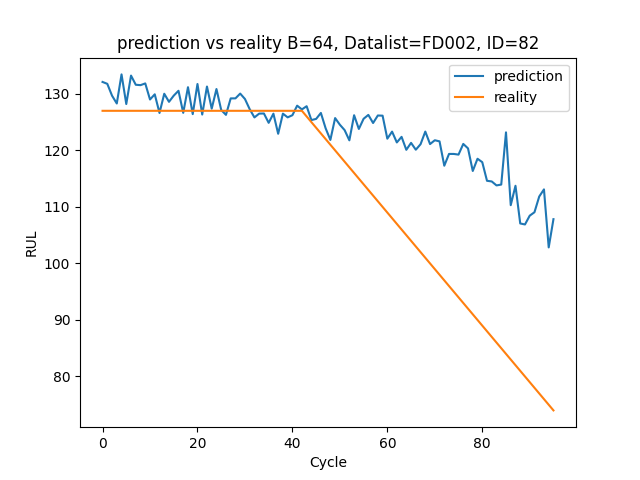 prediction vs reality B=64, Datalist=FD002, ID=82
prediction
reality
RUL
130
120
110
100
90
80
0 20 40 60 80
Cycle